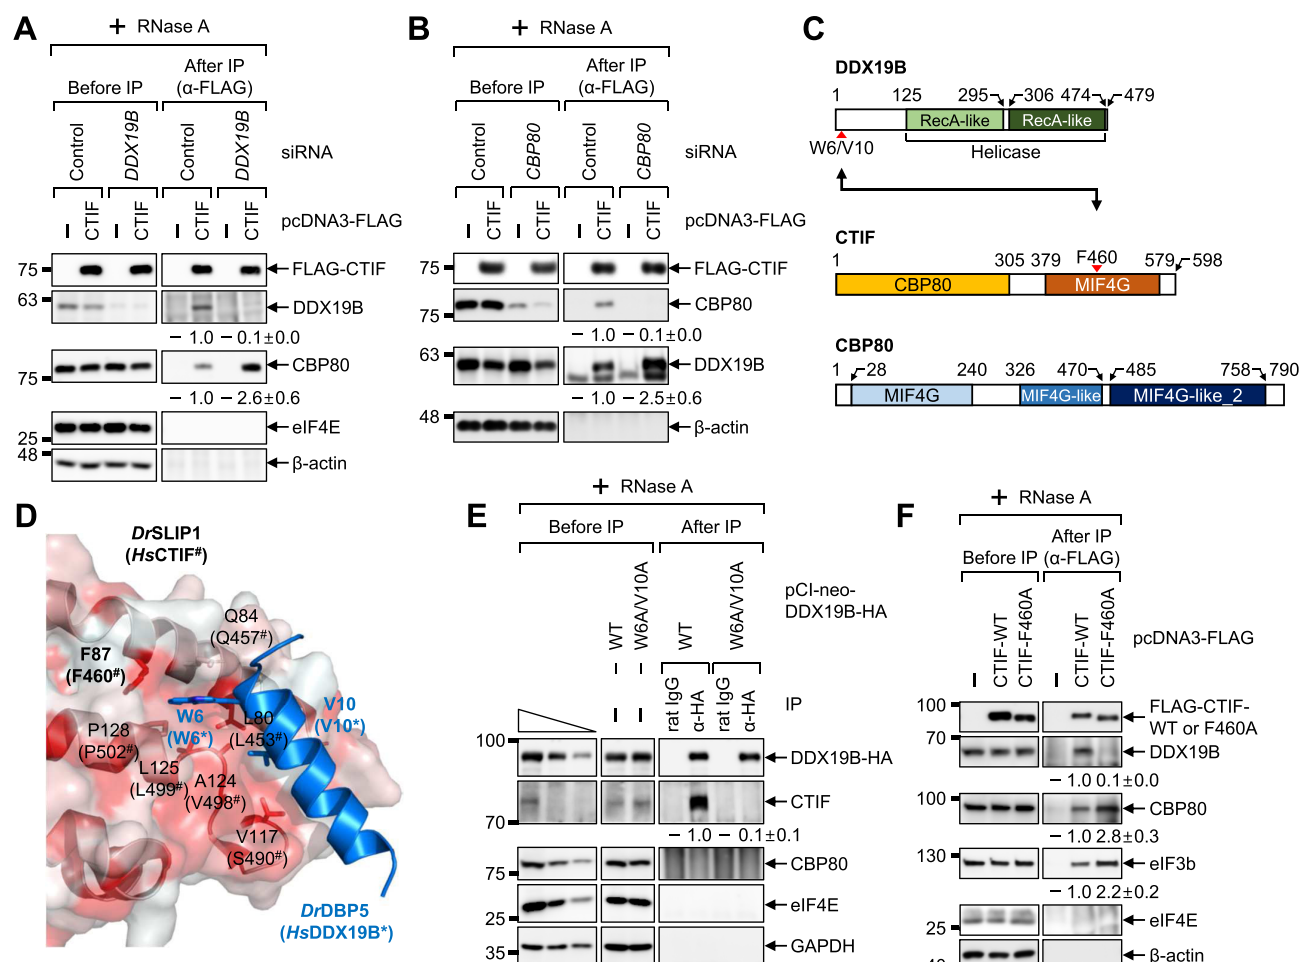 A
+ RNase A
Before IP
After IP
(α-FLAG)
Control
DDX19B
Control
DDX19B
siRNA
– CTIF – CTIF – CTIF – CTIF
pcDNA3-FLAG
75
FLAG-CTIF
63
DDX19B
– 1.0 – 0.1±0.0
CBP80
75
– 1.0 – 2.6±0.6
eIF4E
25
48
β-actin
B
+ RNase A
Before IP
After IP
(α-FLAG)
Control
CBP80
Control
CBP80
siRNA
– CTIF – CTIF – CTIF – CTIF
pcDNA3-FLAG
75
FLAG-CTIF
CBP80
75
– 1.0 – 0.1±0.0
63
DDX19B
– 1.0 – 2.5±0.6
48
β-actin
C
DDX19B
1 125 295 306 474 479
RecA-like RecA-like
W6/V10
Helicase
CTIF
1 305 379 F460 579 598
CBP80 MIF4G
CBP80
1 28 240 326 470 485 758 790
MIF4G MIF4G-like MIF4G-like_2
D
DrSLIP1
(HsCTIF#)
Q84
(Q457#)
F87
(F460#)
W6
(W6*)
L80
(L453#)
V10
(V10*)
P128
(P502#)
L125
(L499#)
A124
(V498#)
V117
(S490#)
DrDBP5
(HsDDX19B*)
E
+ RNase A
Before IP After IP
– WT
– W6A/V10A
WT
W6A/V10A
pCI-neo-
DDX19B-HA
– – rat IgG α-HA rat IgG α-HA
IP
100
DDX19B-HA
CTIF
70
– 1.0 – 0.1±0.1
CBP80
75
eIF4E
25
GAPDH
35
F
+ RNase A
Before IP
After IP
(α-FLAG)
– CTIF-WT CTIF-F460A – CTIF-WT CTIF-F460A
pcDNA3-FLAG
100
FLAG-CTIF-
WT or F460A
70
DDX19B
– 1.0 0.1±0.0
100
CBP80
– 1.0 2.8±0.3
130
eIF3b
– 1.0 2.2±0.2
eIF4E
25
β-actin